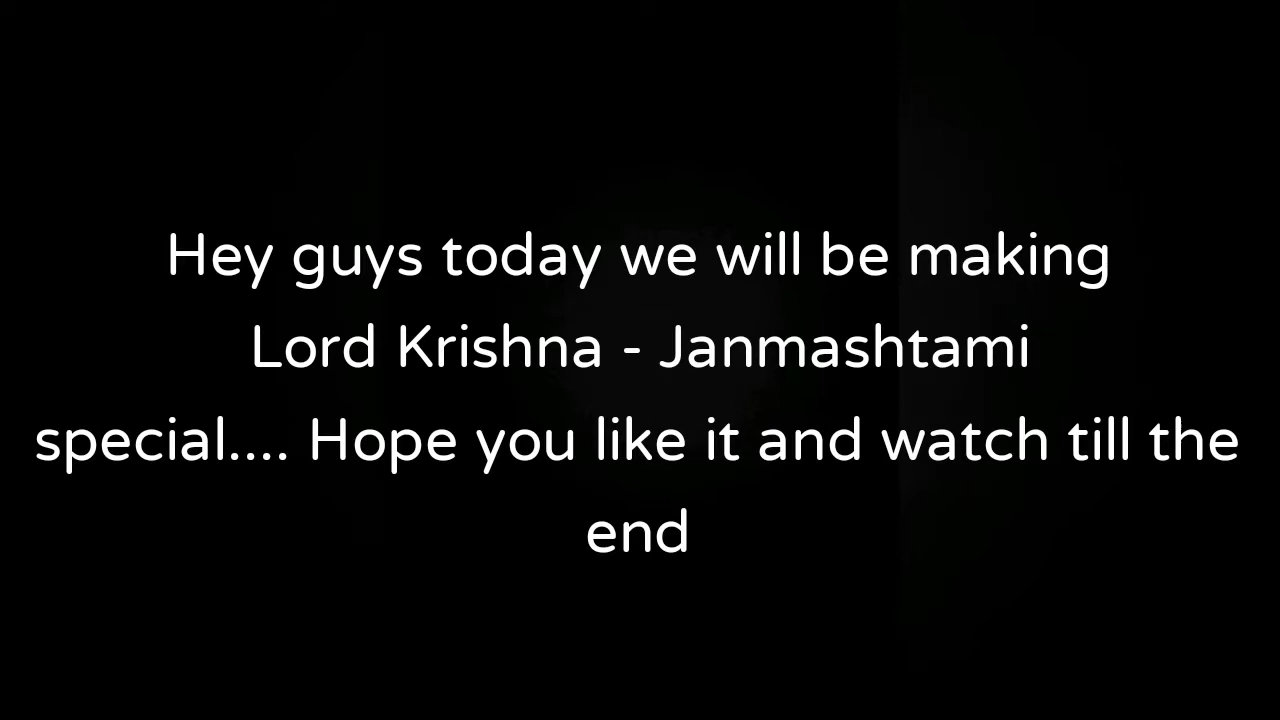 Hey guys today we will be making
Lord Krishna - Janmashtami
special.... Hope you like it and watch till the
end